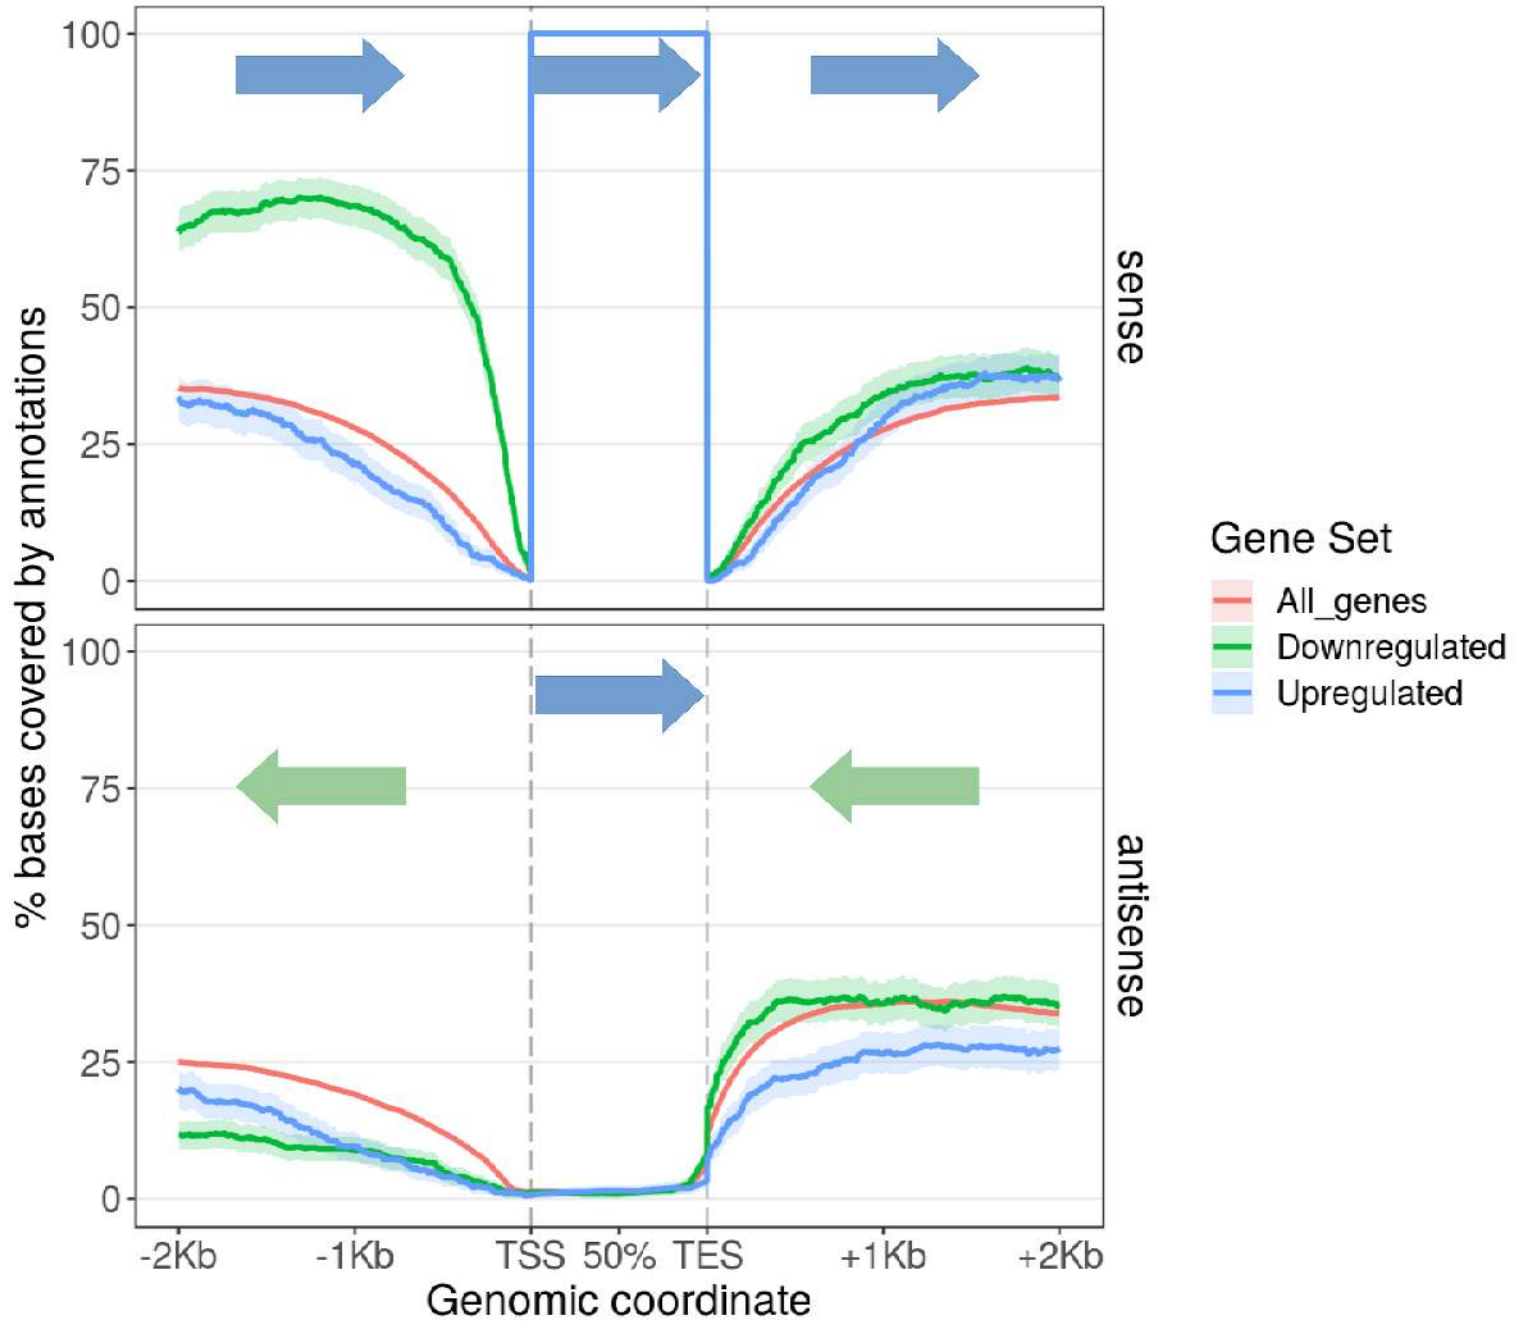 % bases covered by annotations
100
75
50
25
0
sense
100
75
50
25
0
antisense
-2Kb -1Kb TSS 50% TES +1Kb +2Kb
Genomic coordinate
Gene Set
All_genes
Downregulated
Upregulated